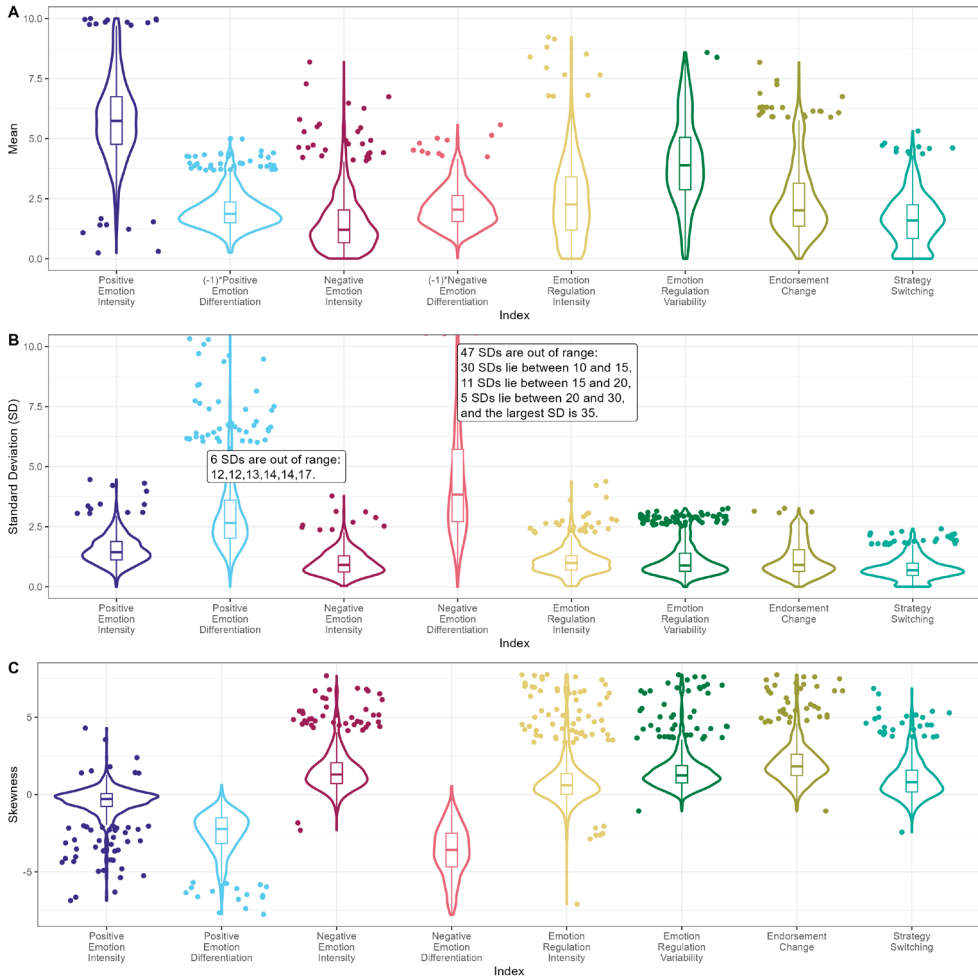 A
10.0
7.5
5.0
2.5
0.0
Mean
Positive
Emotion
Intensity
(-1)*Positive
Emotion
Differentiation
Negative
Emotion
Intensity
(-1)*Negative
Emotion
Differentiation
Emotion
Regulation
Intensity
Emotion
Regulation
Variability
Endorsement
Change
Strategy
Switching
Index
B
10.0
7.5
5.0
2.5
0.0
Standard Deviation (SD)
6 SDs are out of range:
12,12,13,14,14,17.
47 SDs are out of range:
30 SDs lie between 10 and 15,
11 SDs lie between 15 and 20,
5 SDs lie between 20 and 30,
and the largest SD is 35.
Positive
Emotion
Intensity
Positive
Emotion
Differentiation
Negative
Emotion
Intensity
Negative
Emotion
Differentiation
Emotion
Regulation
Intensity
Emotion
Regulation
Variability
Endorsement
Change
Strategy
Switching
Index
C
5
0
-5
Skewness
Positive
Emotion
Intensity
Positive
Emotion
Differentiation
Negative
Emotion
Intensity
Negative
Emotion
Differentiation
Emotion
Regulation
Intensity
Emotion
Regulation
Variability
Endorsement
Change
Strategy
Switching
Index